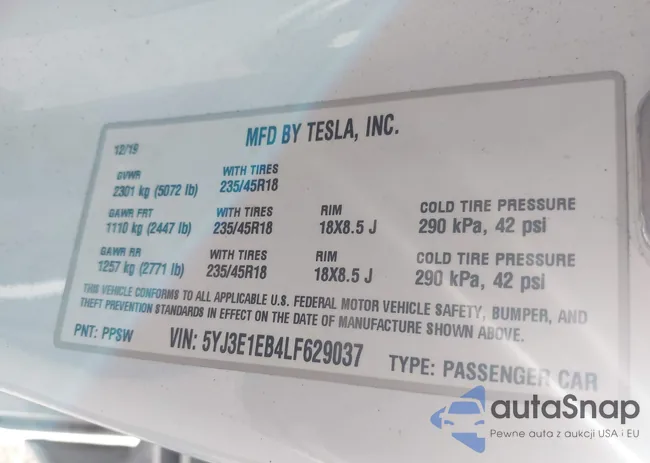 MFD BY TESLA, INC.
12/19
GVWR WITH TIRES
2301 kg (5072 lb) 235/45R18
GAWR FRT WITH TIRES RIM COLD TIRE PRESSURE
1110 kg (2447 lb) 235/45R18 18X8.5 J 290 kPa, 42 psi
GAWR RR WITH TIRES RIM COLD TIRE PRESSURE
1257 kg (2771 lb) 235/45R18 18X8.5 J 290 kPa, 42 psi
THIS VEHICLE CONFORMS TO ALL APPLICABLE U.S. FEDERAL MOTOR VEHICLE SAFETY, BUMPER, AND
THEFT PREVENTION STANDARDS IN EFFECT ON THE DATE OF MANUFACTURE SHOWN ABOVE.
PNT: PPSW VIN: 5YJ3E1EB4LF629037 TYPE: PASSENGER CAR
autaSnap
Pewne auta z aukcji USA i EU